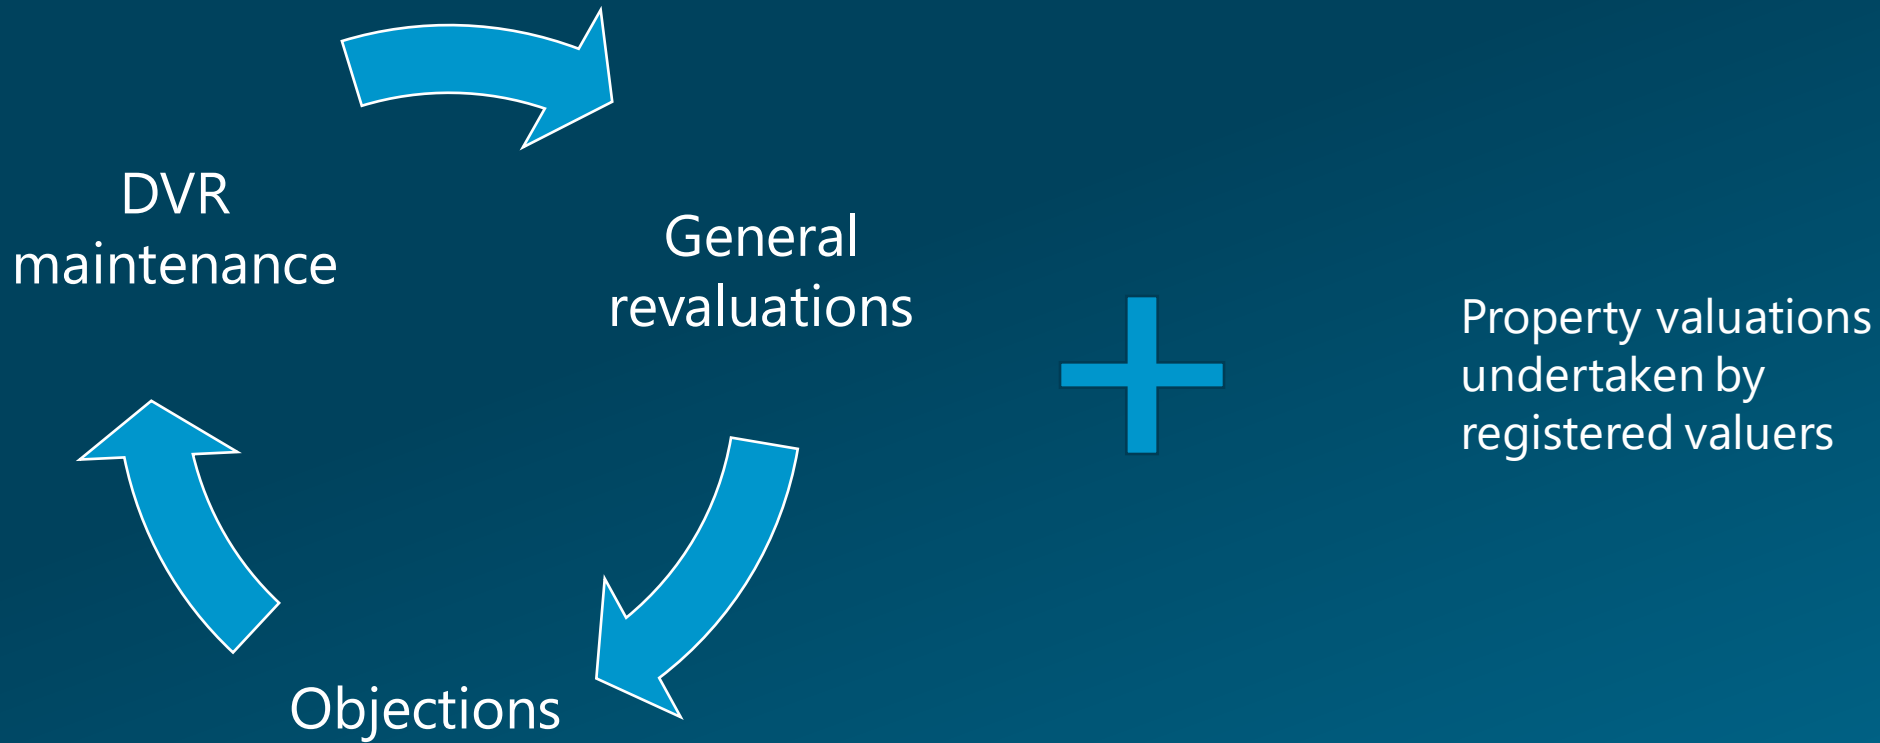 DVR
maintenance
General
revaluations
Objections
Property valuations
undertaken by
registered valuers